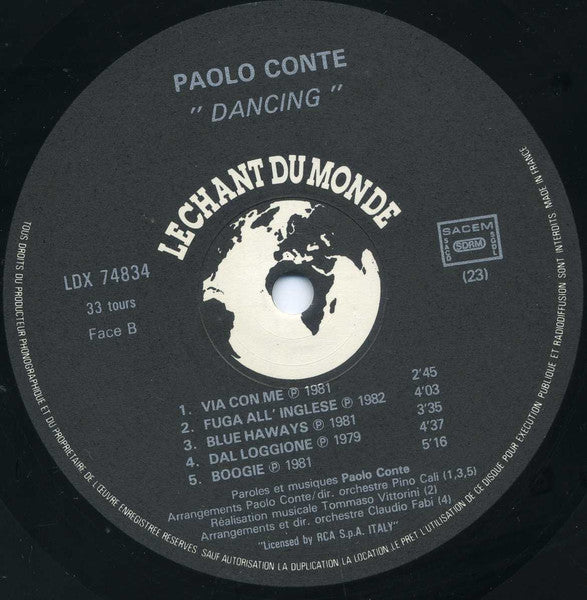 PAOLO CONTE
" DANCING "
LE CHANT DU MONDE
LDX 74834
33 tours
Face B
SACEM
SACD
SDRM
SGDL
(23)
1. VIA CON ME Ⓟ 1981 2'45
2. FUGA ALL' INGLESE Ⓟ 1982 4'03
3. BLUE HAWAYS Ⓟ 1981 3'35
4. DAL LOGGIONE Ⓟ 1979 4'37
5. BOOGIE Ⓟ 1981 5'16
Paroles et musiques Paolo Conte
Arrangements Paolo Conte/dir. orchestre Pino Cali (1,3,5)
Réalisation musicale Tommaso Vittorini (2)
Arrangements et dir. orchestre Claudio Fabi (4)
"Licensed by RCA S.p.A. ITALY"
TOUS DROITS DU PRODUCTEUR PHONOGRAPHIQUE ET DU PROPRIETAIRE DE L'ŒUVRE ENREGISTREE RESERVES. SAUF AUTORISATION LA DUPLICATION LA LOCATION LE PRET L'UTILISATION DE CE DISQUE POUR EXECUTION PUBLIQUE ET RADIODIFFUSION SONT INTERDITS MADE IN FRANCE